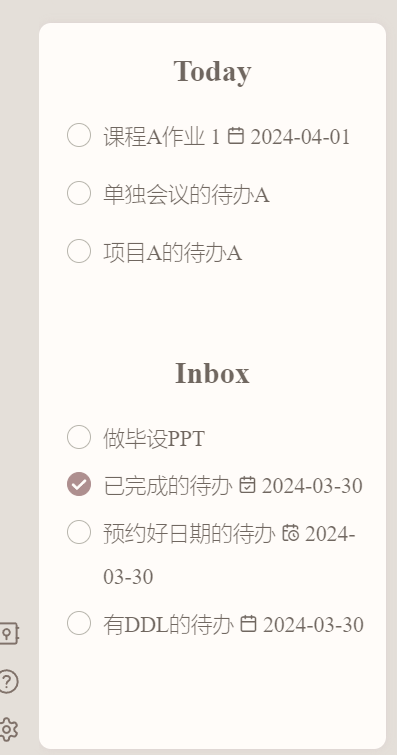 Today
课程A作业 1 2024-04-01
单独会议的待办A
项目A的待办A
Inbox
做毕设PPT
已完成的待办 2024-03-30
预约好日期的待办 2024-
03-30
有DDL的待办 2024-03-30